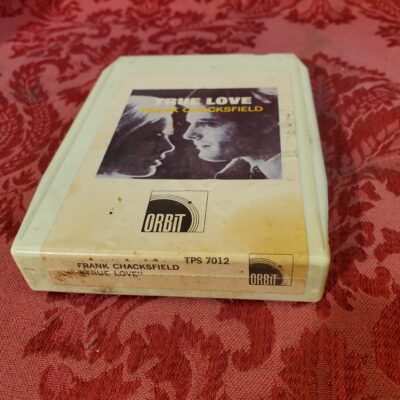 TRUE LOVE
FRANK CHACKSFIELD
ORBIT
FRANK CHACKSFIELD TPS 7012
"TRUE LOVE"
ORBIT